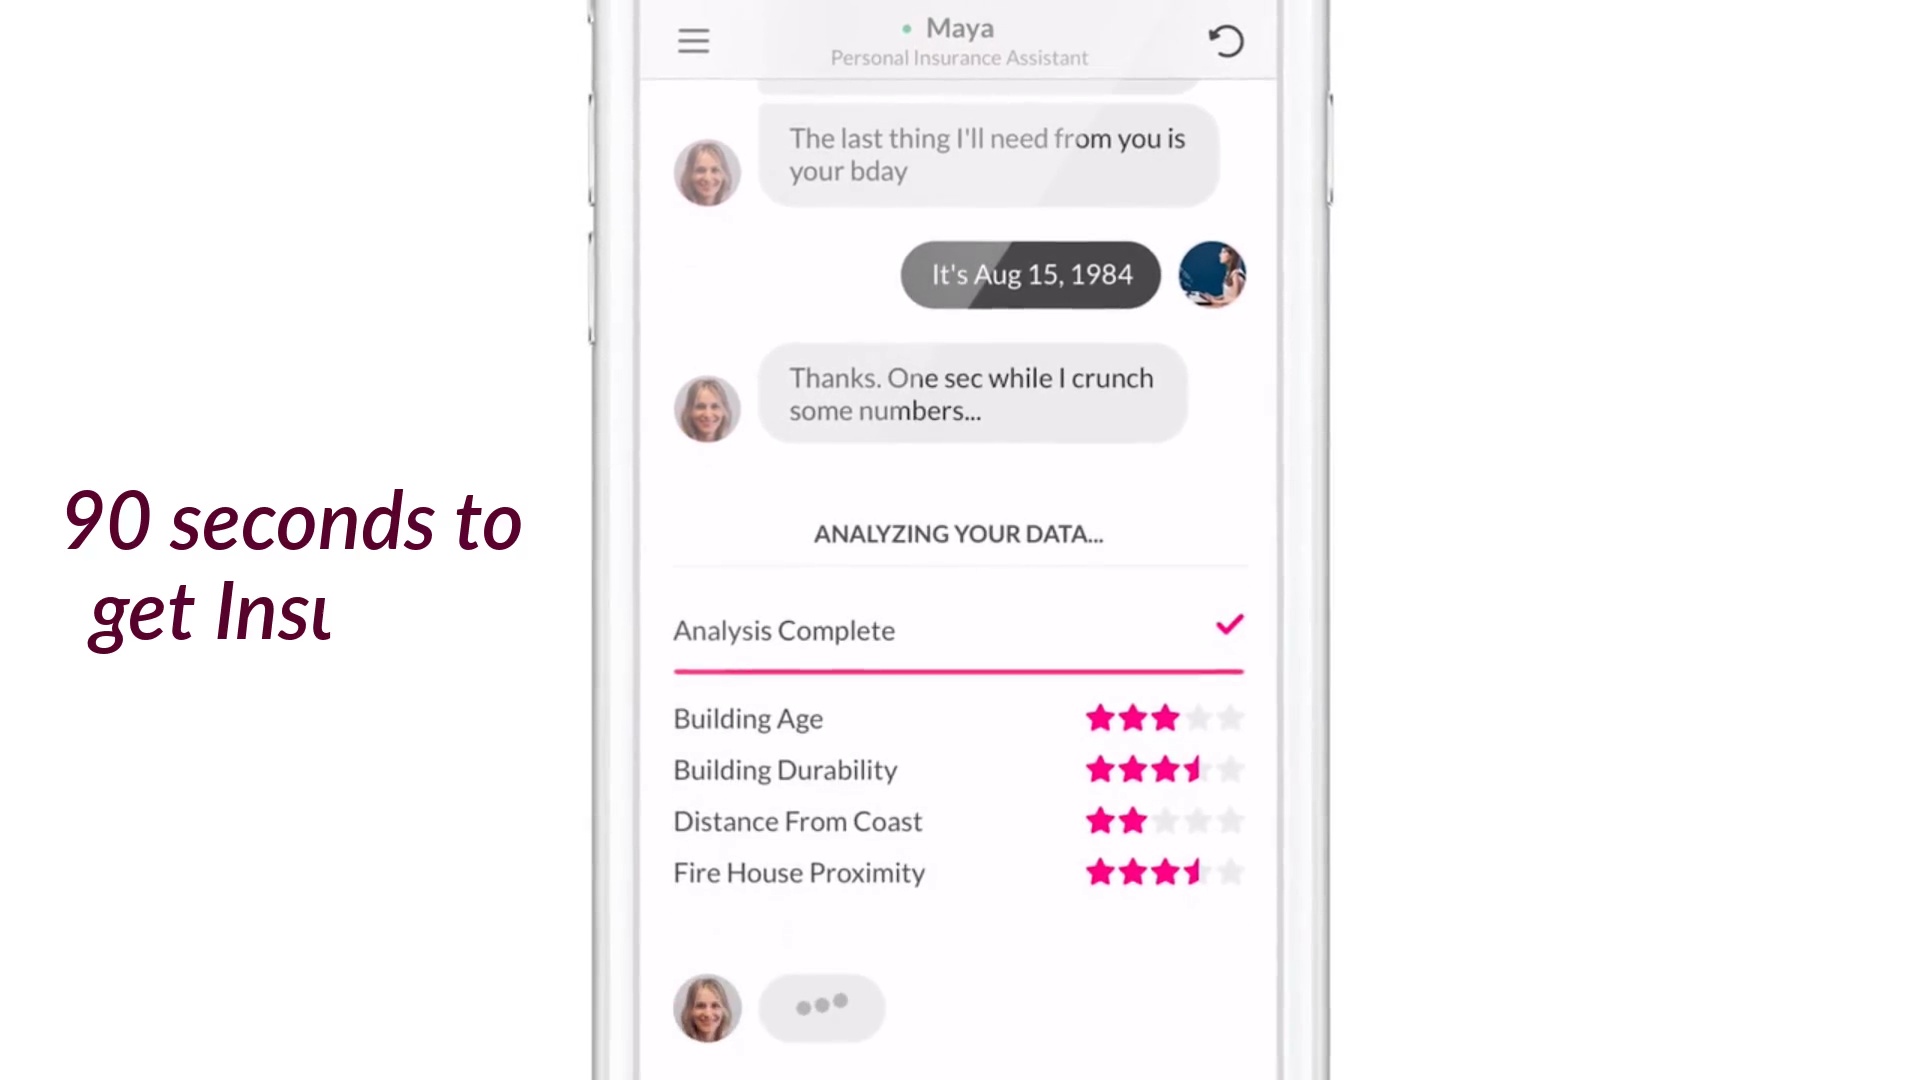 Maya
Personal Insurance Assistant
The last thing I'll need from you is
your bday
It's Aug 15, 1984
Thanks. One sec while I crunch
some numbers...
90 seconds to
get Insu
ANALYZING YOUR DATA...
Analysis Complete
Building Age
Building Durability
Distance From Coast
Fire House Proximity